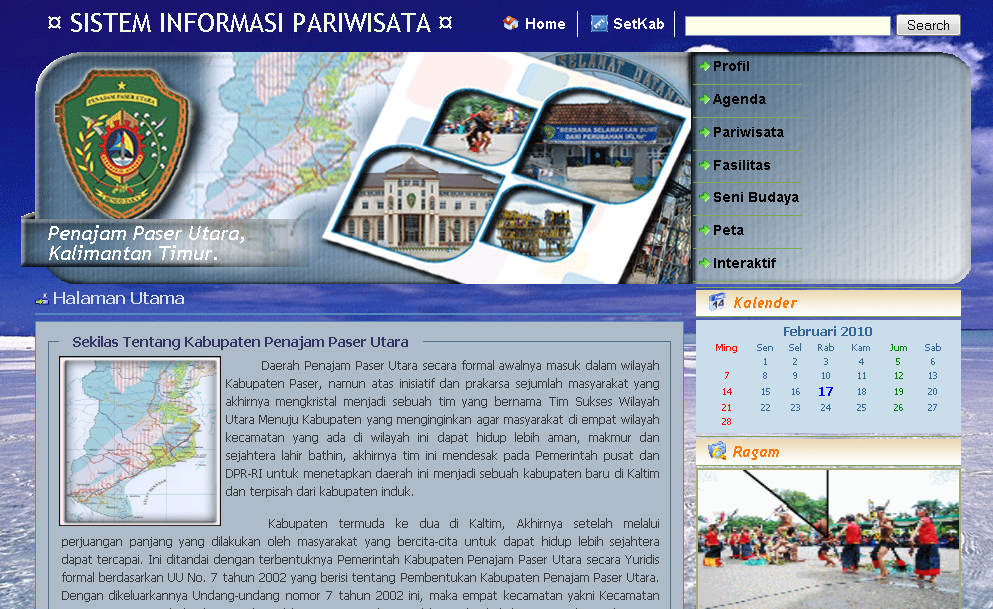 ¤ SISTEM INFORMASI PARIWISATA ¤
Home
SetKab
Search
PENAJAM PASER UTARA
SELAMAT DATANG
"BERSAMA SELAMATKAN BUMI
DARI PERUBAHAN IKLIM"
Penajam Paser Utara,
Kalimantan Timur.
Profil
Agenda
Pariwisata
Fasilitas
Seni Budaya
Peta
Interaktif
Halaman Utama
Sekilas Tentang Kabupaten Penajam Paser Utara
Daerah Penajam Paser Utara secara formal awalnya masuk dalam wilayah
Kabupaten Paser, namun atas inisiatif dan prakarsa sejumlah masyarakat yang
akhirnya mengkristal menjadi sebuah tim yang bernama Tim Sukses Wilayah
Utara Menuju Kabupaten yang menginginkan agar masyarakat di empat wilayah
kecamatan yang ada di wilayah ini dapat hidup lebih aman, makmur dan
sejahtera lahir bathin, akhirnya tim ini mendesak pada Pemerintah pusat dan
DPR-RI untuk menetapkan daerah ini menjadi sebuah kabupaten baru di Kaltim
dan terpisah dari kabupaten induk.
Kabupaten termuda ke dua di Kaltim, Akhirnya setelah melalui
perjuangan panjang yang dilakukan oleh masyarakat yang bercita-cita untuk dapat hidup lebih sejahtera
dapat tercapai. Ini ditandai dengan terbentuknya Pemerintah Kabupaten Penajam Paser Utara secara Yuridis
formal berdasarkan UU No. 7 tahun 2002 yang berisi tentang Pembentukan Kabupaten Penajam Paser Utara.
Dengan dikeluarkannya Undang-undang nomor 7 tahun 2002 ini, maka empat kecamatan yakni Kecamatan
14 Kalender
Februari 2010
Ming Sen Sel Rab Kam Jum Sab
1 2 3 4 5 6
7 8 9 10 11 12 13
14 15 16 17 18 19 20
21 22 23 24 25 26 27
28
Ragam